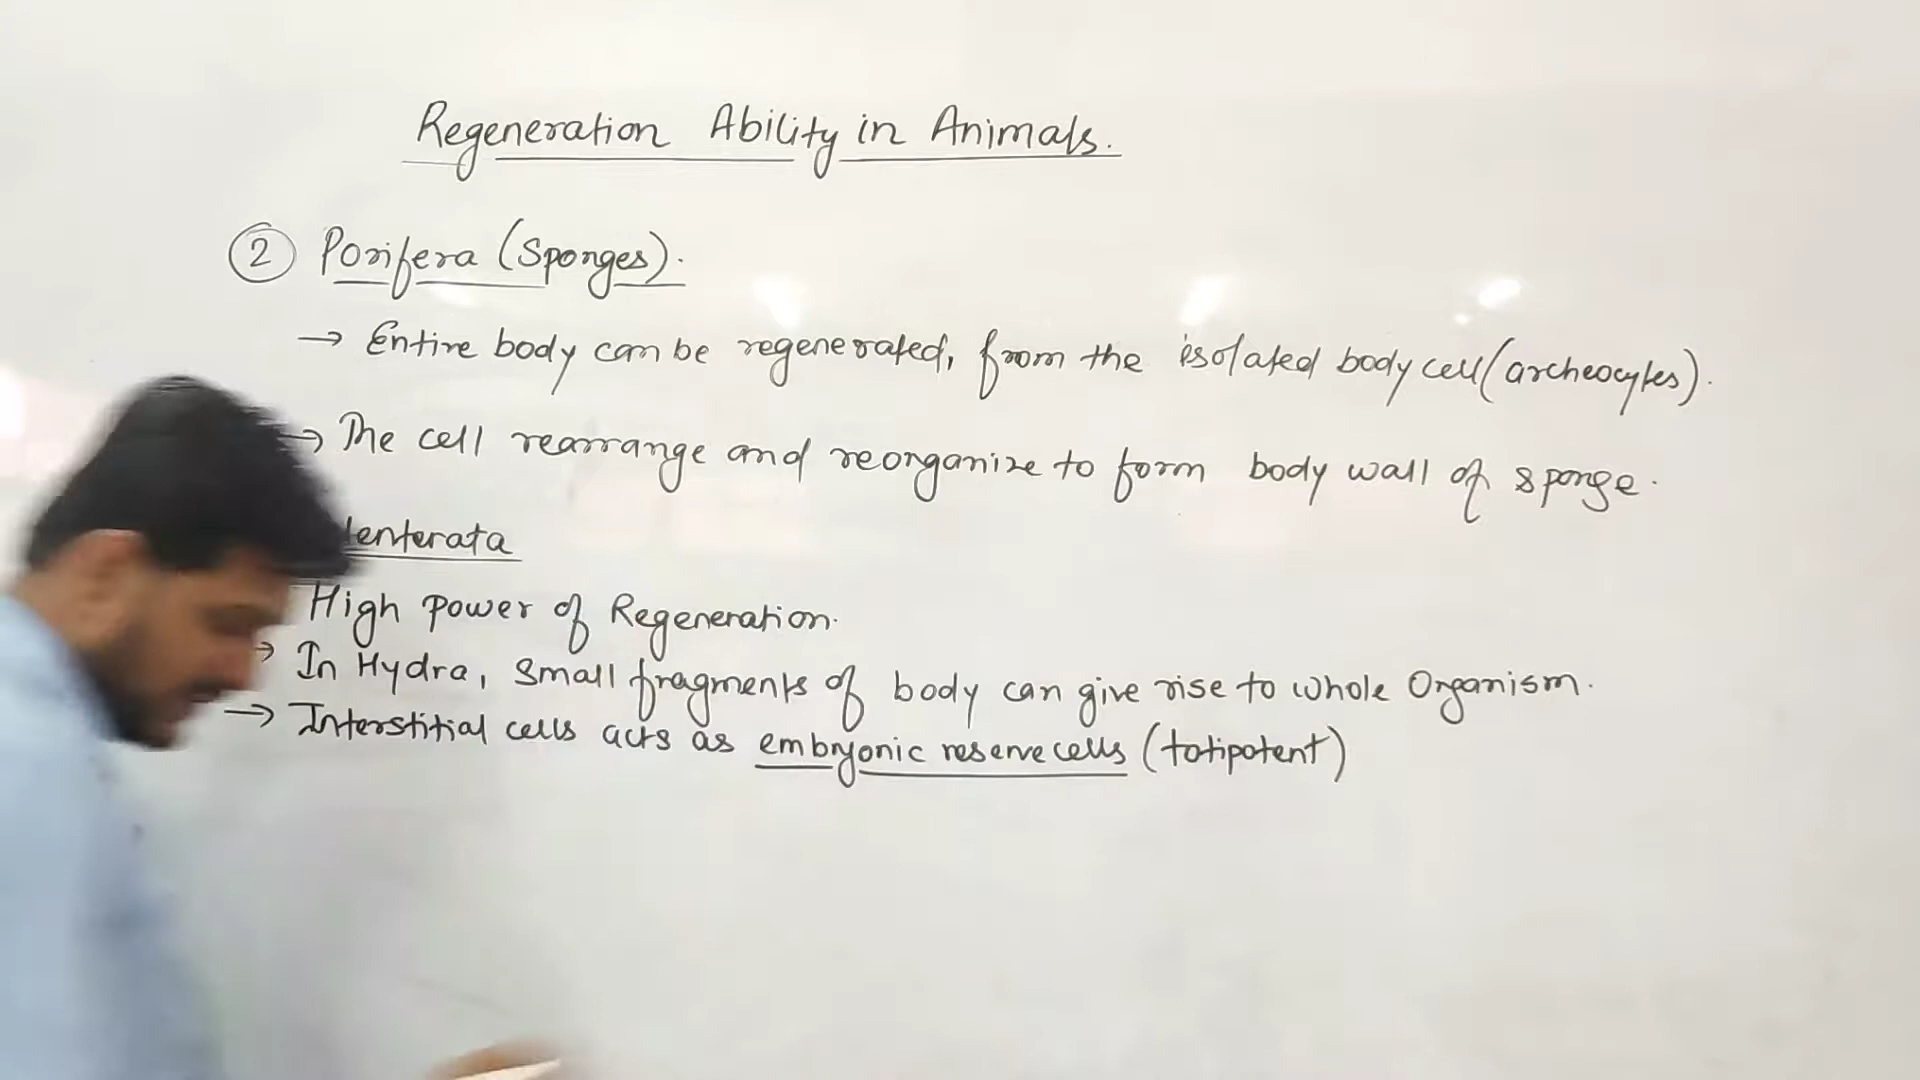 Regeneration Ability in Animals.
② Porifera (Sponges).
→ Entire body can be regenerated, from the isolated body cell (archeocytes).
→ The cell rearrange and reorganize to form body wall of sponge.
lenterata
High power of Regeneration.
→ In Hydra, small fragments of body can give rise to whole Organism.
→ Interstitial cells acts as embryonic reserve cells (totipotent)